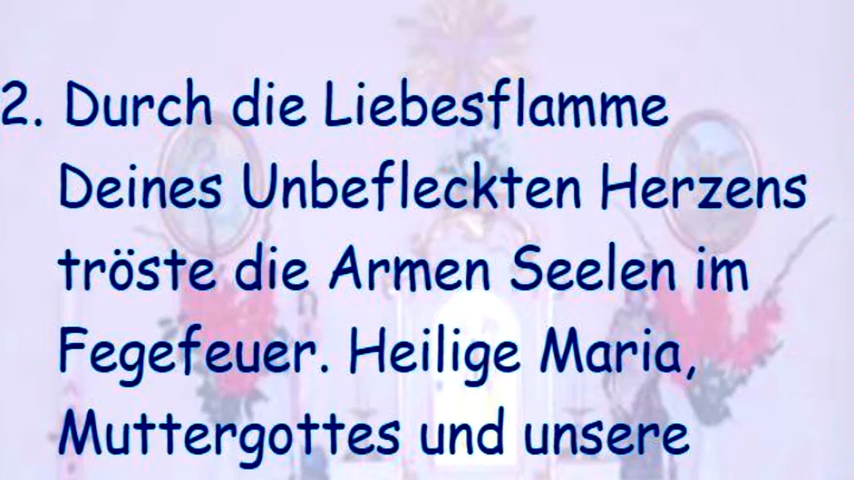 2. Durch die Liebesflamme
Deines Unbefleckten Herzens
tröste die Armen Seelen im
Fegefeuer. Heilige Maria,
Muttergottes und unsere